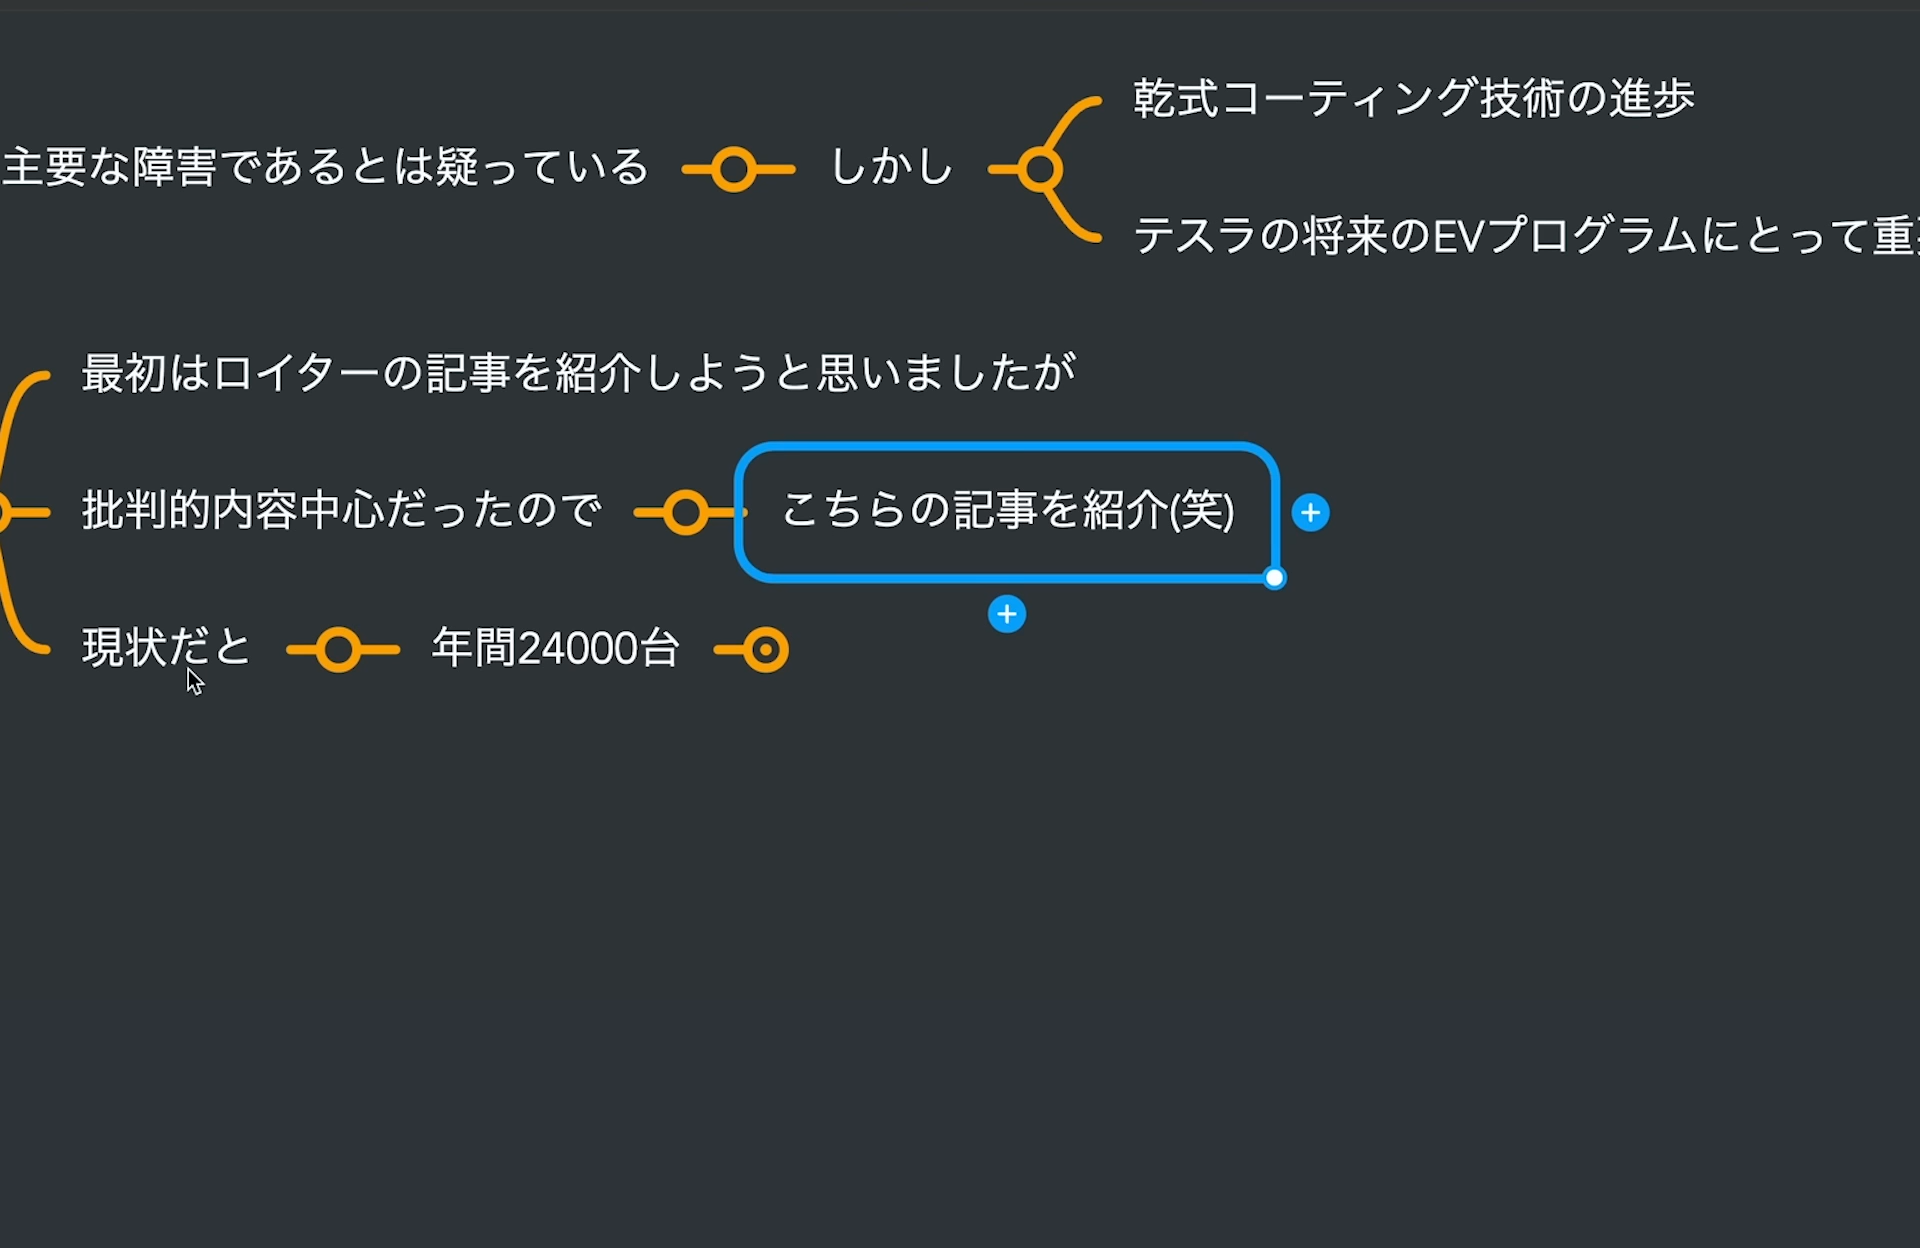 乾式コーティング技術の進歩
主要な障害であるとは疑っている
しかし
テスラの将来のEVプログラムにとって重
最初はロイターの記事を紹介しようと思いましたが
批判的内容中心だったので
こちらの記事を紹介(笑)
現状だと
年間24000台